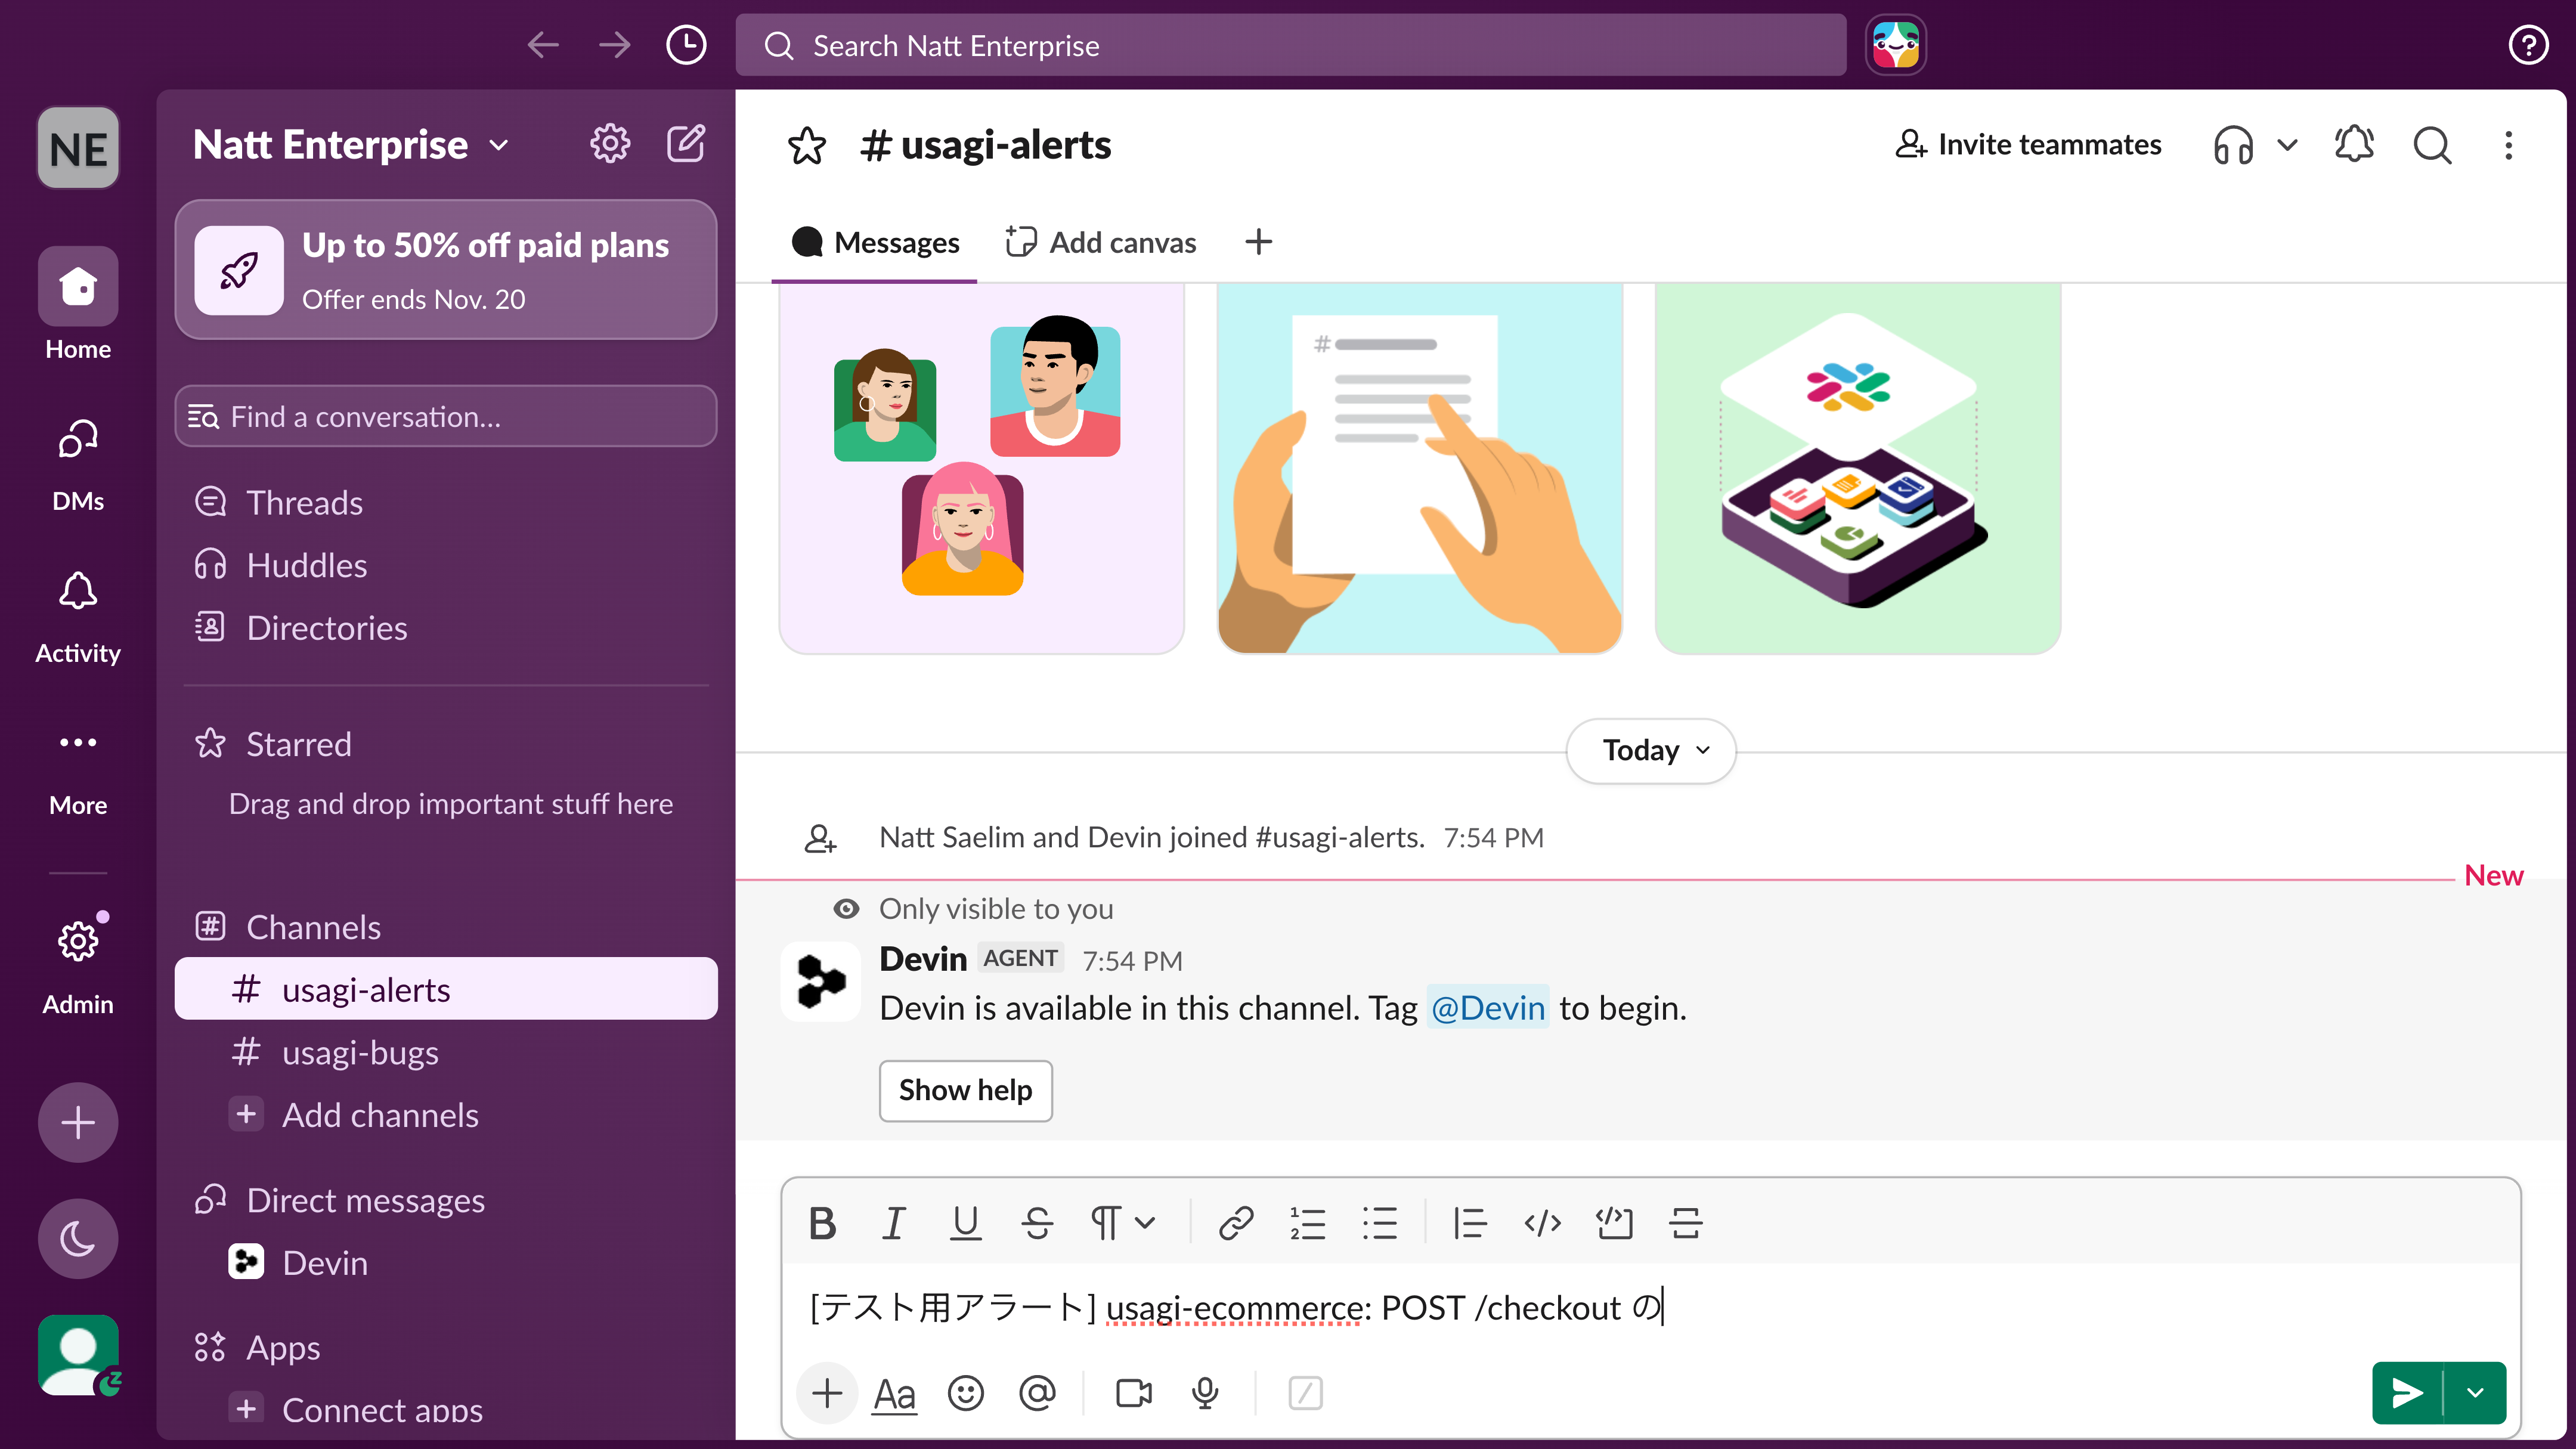 Search Natt Enterprise
NE
Home
DMs
Activity
More
Admin
Natt Enterprise
Up to 50% off paid plans
Offer ends Nov. 20
Find a conversation...
Threads
Huddles
Directories
Starred
Drag and drop important stuff here
Channels
# usagi-alerts
# usagi-bugs
Add channels
Direct messages
Devin
Apps
Connect apps
# usagi-alerts
Invite teammates
Messages
Add canvas
#
Today
Natt Saelim and Devin joined #usagi-alerts. 7:54 PM
New
Only visible to you
Devin AGENT 7:54 PM
Devin is available in this channel. Tag @Devin to begin.
Show help
[テスト用アラート] usagi-ecommerce: POST /checkout の
Aa